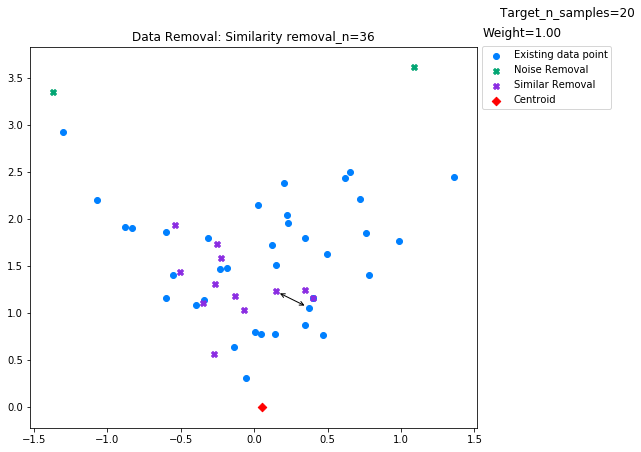 Target_n_samples=20
Data Removal: Similarity removal_n=36
Weight=1.00
Existing data point
Noise Removal
Similar Removal
Centroid
3.5
3.0
2.5
2.0
1.5
1.0
0.5
0.0
−1.5 −1.0 −0.5 0.0 0.5 1.0 1.5